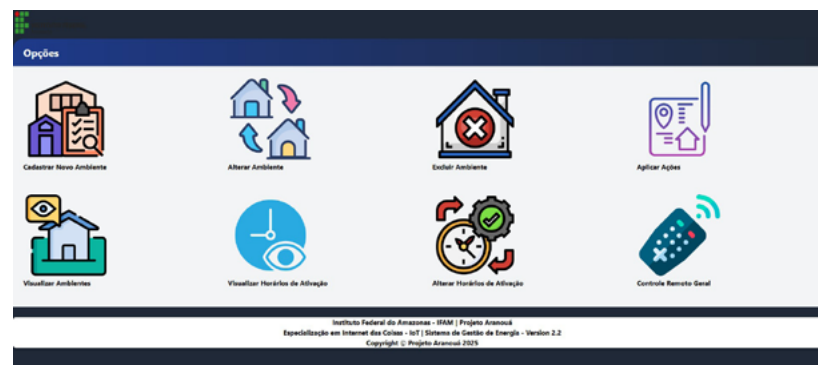 Opções
Cadastrar Novo Ambiente
Alterar Ambiente
Excluir Ambiente
Aplicar Ações
Visualizar Ambientes
Visualizar Horários de Ativação
Alterar Horários de Ativação
Controle Remoto Geral
Instituto Federal do Amazonas - IFAM | Projeto Aranouá
Especialização em Internet das Coisas - IoT | Sistema de Gestão de Energia - Version 2.2
Copyright © Projeto Aranouá 2025